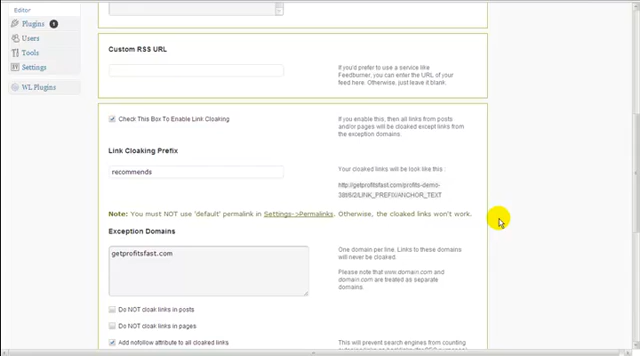 Editor
Plugins 1
Users
Tools
Settings
WL Plugins
Custom RSS URL
If you'd prefer to use a service like
Feedburner, you can enter the URL of your
feed here. Otherwise, just leave it blank.
Check This Box To Enable Link Cloaking
If you enable this, then all links from posts
and/or pages will be cloaked except links from
the exception domains.
Link Cloaking Prefix
recommends
Your cloaked links will be look like this :
http://getprofitsfast.com/profits-demo-
LINK_PREFIX/ANCHOR_TEXT
Note: You must NOT use 'default' permalink in Settings->Permalinks. Otherwise, the cloaked links won't work.
Exception Domains
getprofitsfast.com
One domain per line. Links to these domains
will never be cloaked.
Please note that www.domain.com and
domain.com are treated as separate
domains.
Do NOT cloak links in posts
Do NOT cloak links in pages
Add nofollow attribute to all cloaked links
This will prevent search engines from counting